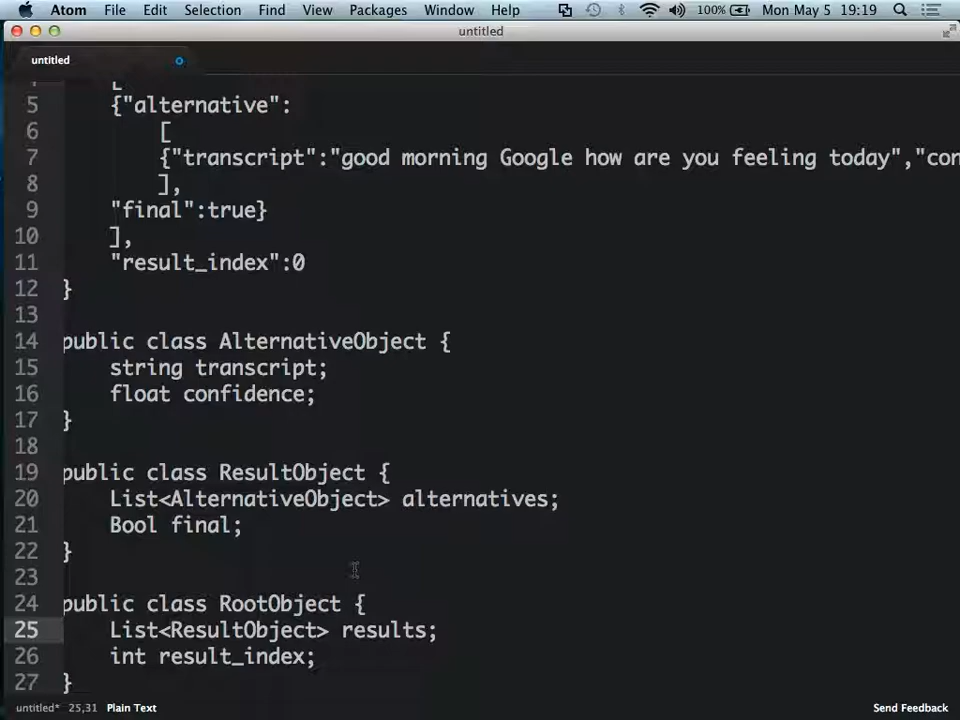 Atom File Edit Selection Find View Packages Window Help 100% Mon May 5 19:19
untitled
untitled
[
5 {"alternative":
6 [
7 {"transcript":"good morning Google how are you feeling today","con
8 ],
9 "final":true}
10 ],
11 "result_index":0
12 }
13
14 public class AlternativeObject {
15 string transcript;
16 float confidence;
17 }
18
19 public class ResultObject {
20 List<AlternativeObject> alternatives;
21 Bool final;
22 }
23
24 public class RootObject {
25 List<ResultObject> results;
26 int result_index;
27 }
untitled* 25,31 Plain Text Send Feedback